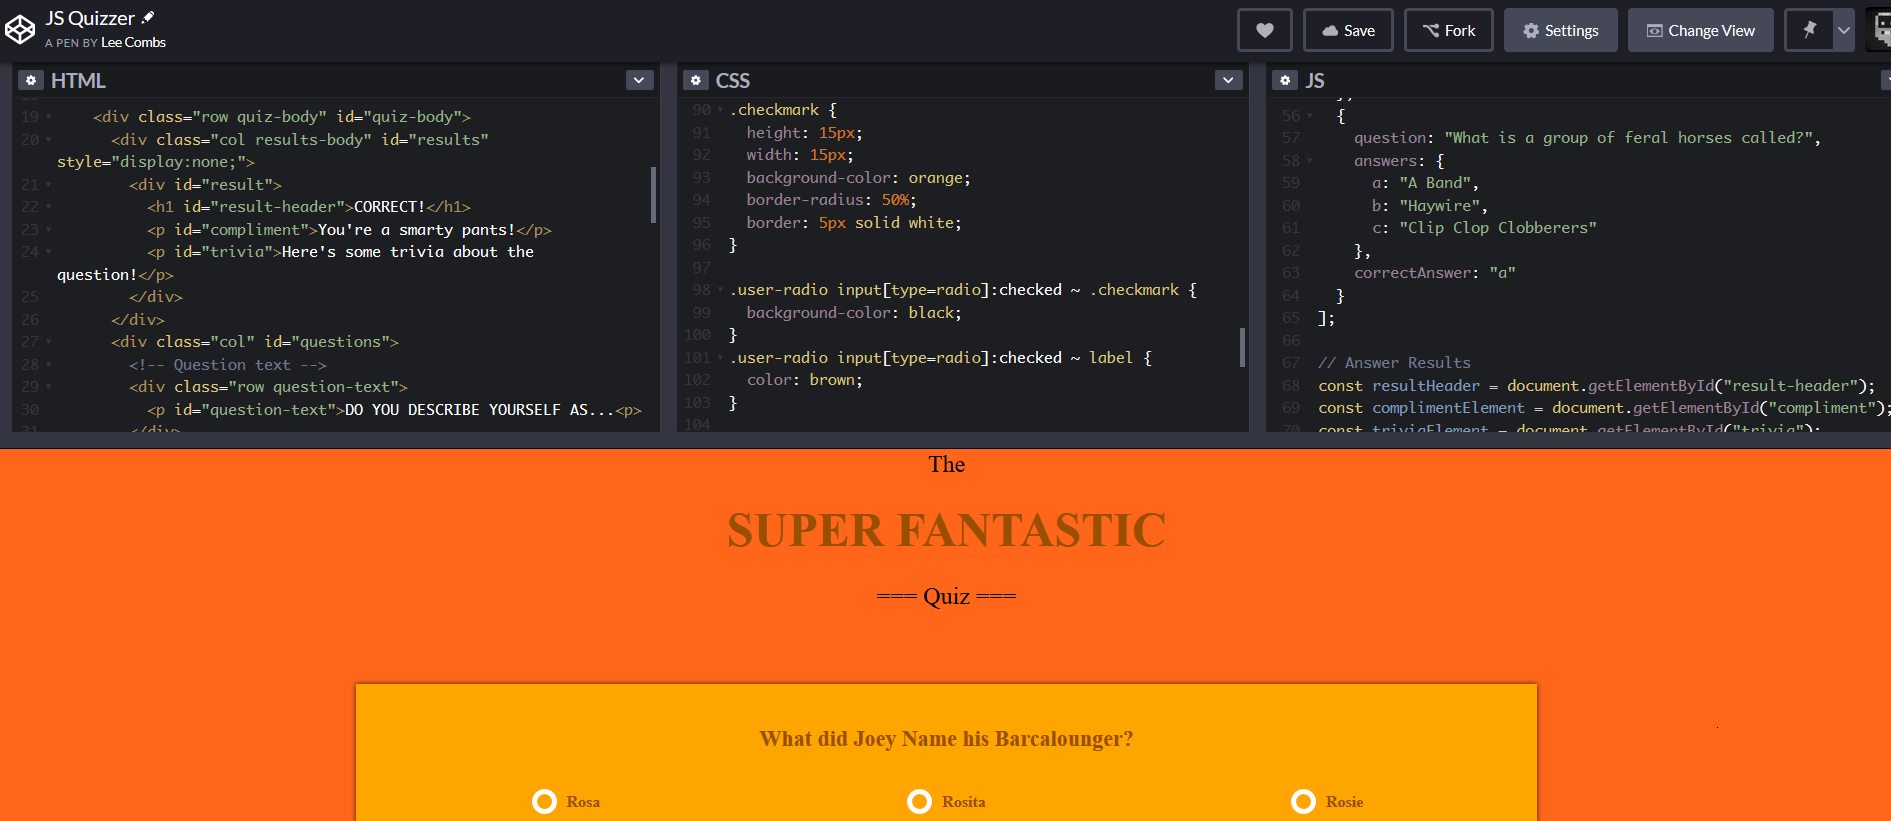 JS Quizzer
A PEN BY Lee Combs
Save
Fork
Settings
Change View
HTML
19 <div class="row quiz-body" id="quiz-body">
20 <div class="col results-body" id="results"
style="display:none;">
21 <div id="result">
22 <h1 id="result-header">CORRECT!</h1>
23 <p id="compliment">You're a smarty pants!</p>
24 <p id="trivia">Here's some trivia about the
question!</p>
25 </div>
26 </div>
27 <div class="col" id="questions">
28 <!-- Question text -->
29 <div class="row question-text">
30 <p id="question-text">DO YOU DESCRIBE YOURSELF AS...<p>
31 </div>
CSS
90 .checkmark {
91 height: 15px;
92 width: 15px;
93 background-color: orange;
94 border-radius: 50%;
95 border: 5px solid white;
96 }
97
98 .user-radio input[type=radio]:checked ~ .checkmark {
99 background-color: black;
100 }
101 .user-radio input[type=radio]:checked ~ label {
102 color: brown;
103 }
104
JS
56 {
57 question: "What is a group of feral horses called?",
58 answers: {
59 a: "A Band",
60 b: "Haywire",
61 c: "Clip Clop Clobberers"
62 },
63 correctAnswer: "a"
64 }
65 ];
66
67 // Answer Results
68 const resultHeader = document.getElementById("result-header");
69 const complimentElement = document.getElementById("compliment");
70 const triviaElement = document.getElementById("trivia");
The
SUPER FANTASTIC
=== Quiz ===
What did Joey Name his Barcalounger?
Rosa
Rosita
Rosie